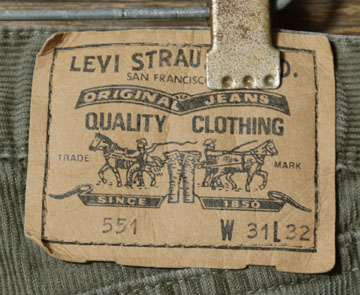 LEVI STRAU O.
SAN FRANCISC
ORIGINAL JEANS
QUALITY CLOTHING
TRADE MARK
SINCE 1850
551 W 31 L 32